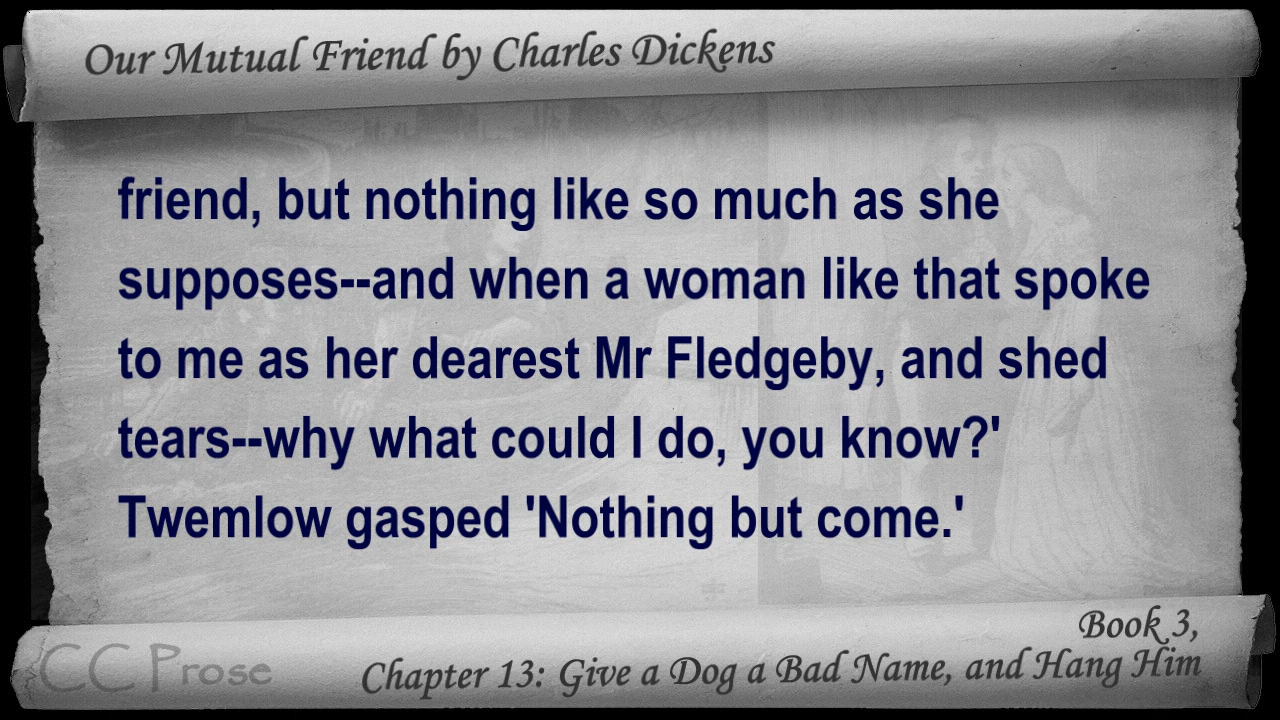 Our Mutual Friend by Charles Dickens
friend, but nothing like so much as she
supposes--and when a woman like that spoke
to me as her dearest Mr Fledgeby, and shed
tears--why what could I do, you know?'
Twemlow gasped 'Nothing but come.'
Book 3,
CC Prose
Chapter 13: Give a Dog a Bad Name, and Hang Him